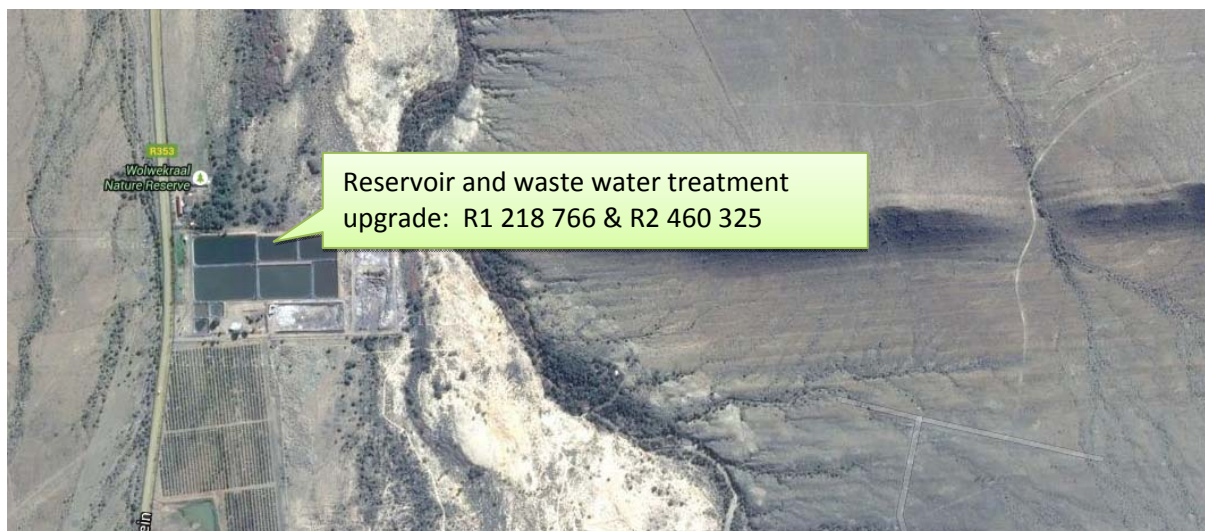 R353
Wolwekraal
Nature Reserve
Reservoir and waste water treatment
upgrade: R1 218 766 & R2 460 325